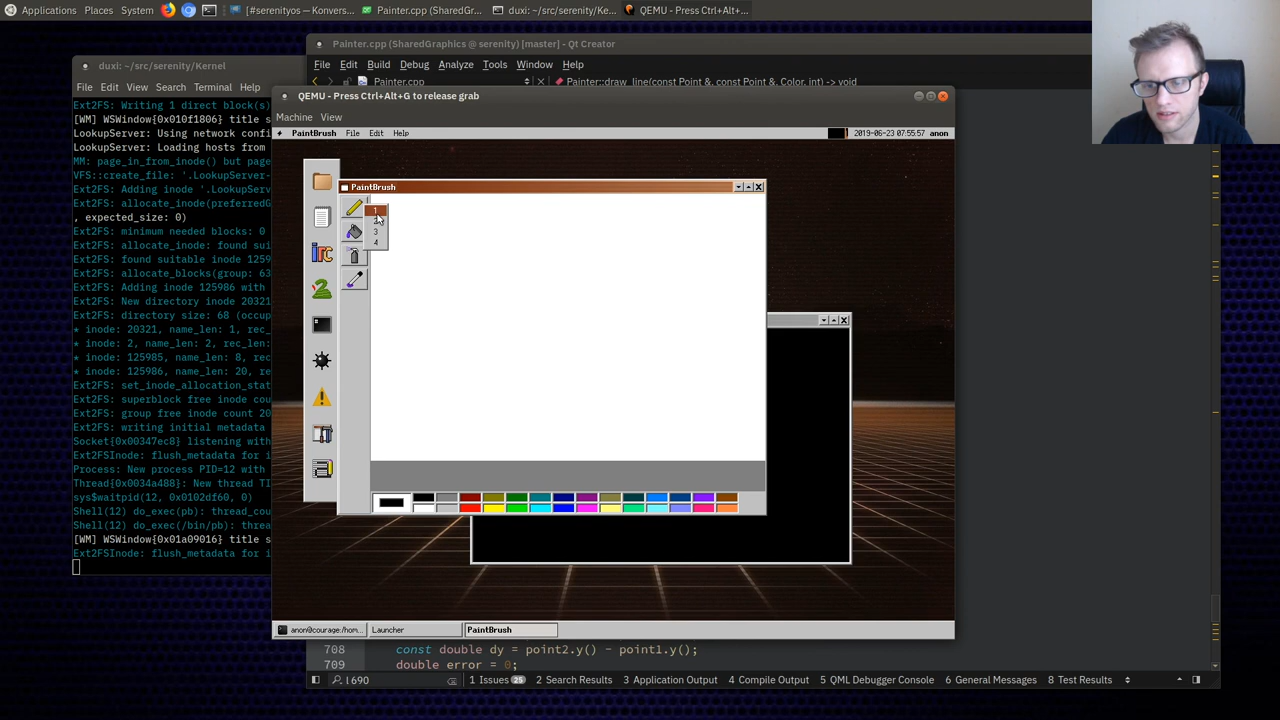 Applications Places System [#serenityos — Konvers... Painter.cpp (SharedGr... duxi: ~/src/serenity/Ke... QEMU - Press Ctrl+Alt+...
Painter.cpp (SharedGraphics @ serenity) [master] - Qt Creator
File Edit Build Debug Analyze Tools Window Help
Painter.cpp Painter::draw_line(const Point &, const Point &, Color, int) -> void
duxi: ~/src/serenity/Kernel
File Edit View Search Terminal Help
Ext2FS: Writing 1 direct block(s)
[WM] WSWindow{0x010f1806} title s
LookupServer: Using network confi
LookupServer: Loading hosts from
MM: page_in_from_inode() but page
VFS::create_file: '.LookupServer-
Ext2FS: Adding inode '.LookupServ
Ext2FS: allocate_inode(preferredG
, expected_size: 0)
Ext2FS: minimum needed blocks: 0
Ext2FS: allocate_inode: found sui
Ext2FS: found suitable inode 1259
Ext2FS: allocate_blocks(group: 63
Ext2FS: Adding inode 125986 with
Ext2FS: New directory inode 20321
Ext2FS: directory size: 68 (occup
* inode: 20321, name_len: 1, rec_
* inode: 2, name_len: 2, rec_len
* inode: 125985, name_len: 8, rec
* inode: 125986, name_len: 20, re
Ext2FS: set_inode_allocation_stat
Ext2FS: superblock free inode cou
Ext2FS: group free inode count 20
Ext2FS: writing initial metadata
Socket{0x00347ec8} listening with
Ext2FSInode: flush_metadata for i
Process: New process PID=12 with
Thread{0x0034a488}: New thread TI
sys$waitpid(12, 0x0102df60, 0)
Shell(12) do_exec(pb): thread_cou
Shell(12) do_exec(/bin/pb): threa
[WM] WSWindow{0x01a09016} title s
Ext2FSInode: flush_metadata for i
QEMU - Press Ctrl+Alt+G to release grab
Machine View
PaintBrush File Edit Help 2019-06-23 07:55:57 anon
PaintBrush
1
3
4
anon@courage:/hom... Launcher PaintBrush
708 const double dy = point2.y() - point1.y();
709 double error = 0;
l690 1 Issues 25 2 Search Results 3 Application Output 4 Compile Output 5 QML Debugger Console 6 General Messages 8 Test Results